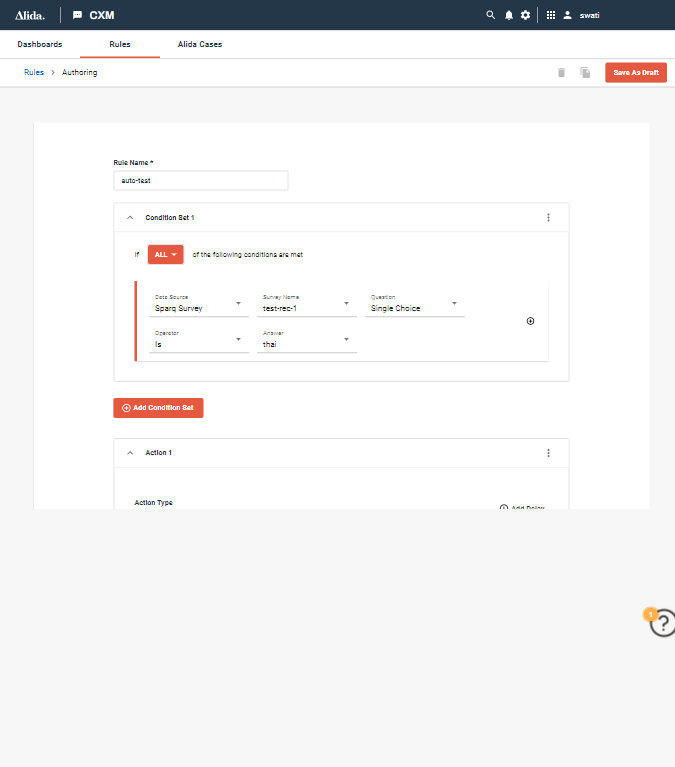 Alida. CXM swati
Dashboards Rules Alida Cases
Rules > Authoring Save As Draft
Rule Name *
auto-test
Condition Set 1
If ALL of the following conditions are met
Data Source Survey Name Question
Sparq Survey test-rec-1 Single Choice
Operator Answer
Is thai
Add Condition Set
Action 1
Action Type
Add Delay
1
?